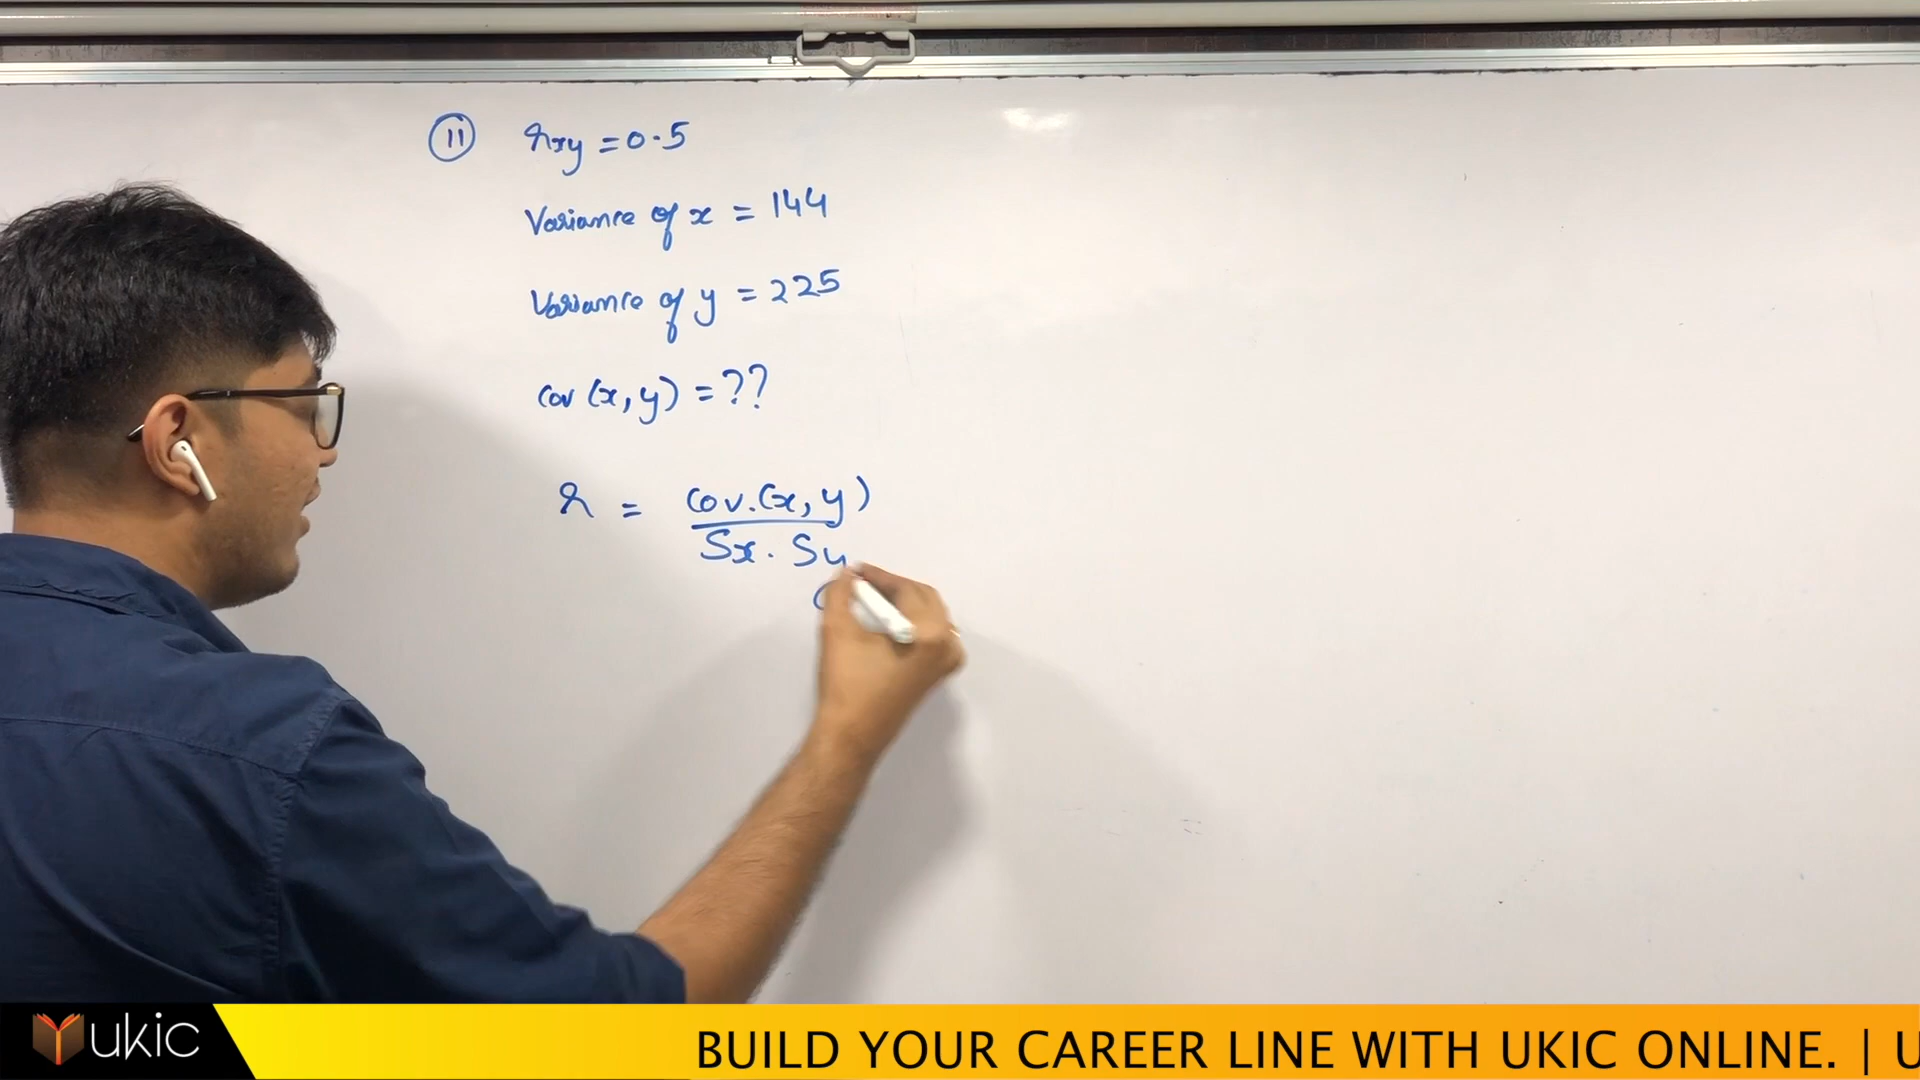 11 rxy = 0.5
Variance of x = 144
Variance of y = 225
cov (x, y) = ??
r = cov.(x, y)
Sx . Sy
ukic
BUILD YOUR CAREER LINE WITH UKIC ONLINE. | U